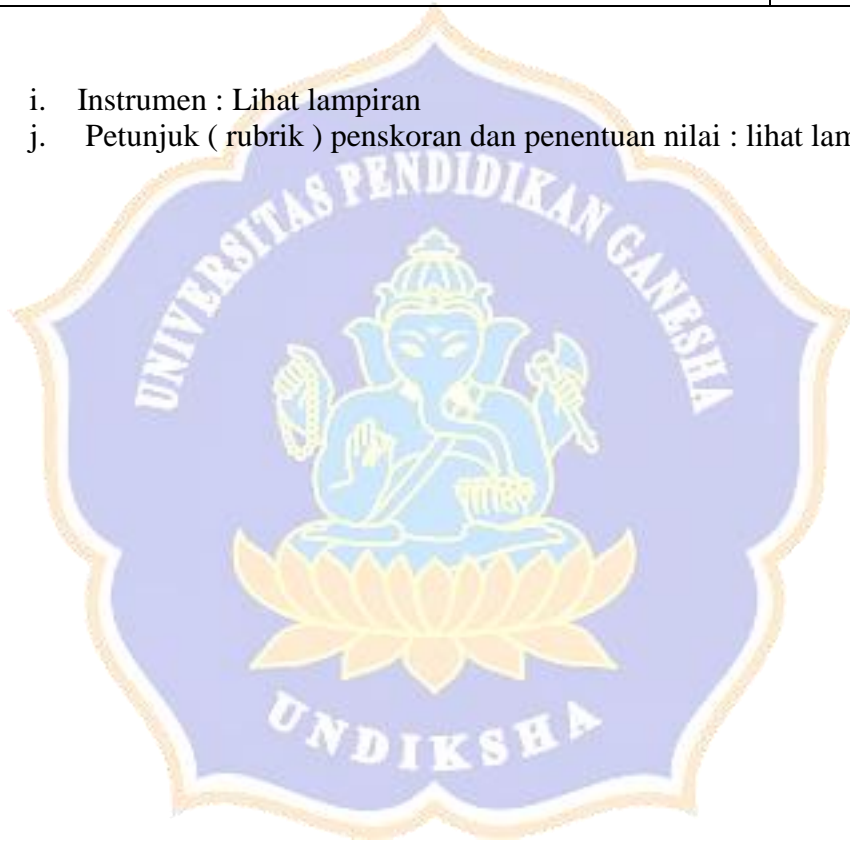 i. Instrumen : Lihat lampiran
j. Petunjuk ( rubrik ) penskoran dan penentuan nilai : lihat lam
UNIVERSITAS PENDIDIKAN GANESHA
UNDIKSHA